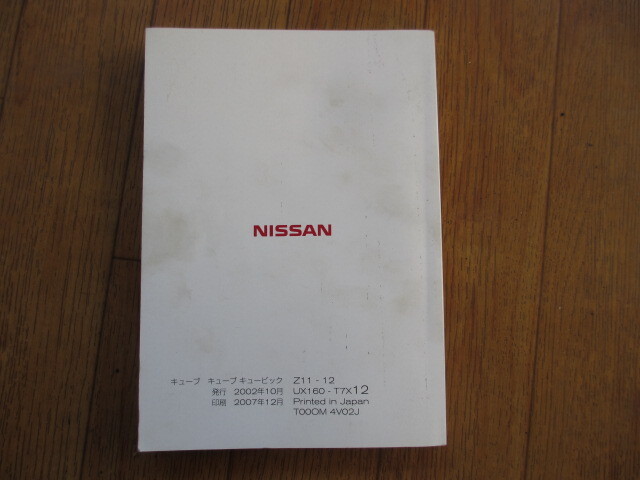 NISSAN
キューブ キューブ キュービック Z11 - 12
発行 2002年10月 UX160 - T7X12
印刷 2007年12月 Printed in Japan
T00OM 4V02J